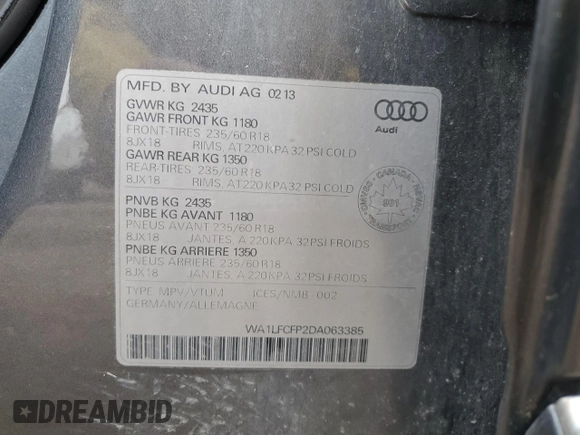 MFD. BY AUDI AG 02 13
GVWR KG 2435
GAWR FRONT KG 1180
FRONT-TIRES 235/60 R18
8JX18 RIMS, AT 220 KPA 32 PSI COLD
GAWR REAR KG 1350
REAR-TIRES 235/60 R18
8JX18 RIMS, AT 220 KPA 32 PSI COLD
PNVB KG 2435
PNBE KG AVANT 1180
PNEUS AVANT 235/60 R18
8JX18 JANTES, A 220 KPA 32 PSI FROIDS
PNBE KG ARRIERE 1350
PNEUS ARRIERE 235/60 R18
8JX18 JANTES, A 220 KPA 32 PSI FROIDS
TYPE MPV/VTUM ICES/NMB 002
GERMANY/ALLEMAGNE
WA1LFCFP2DA063385
Audi
CANADA
DREAMBID